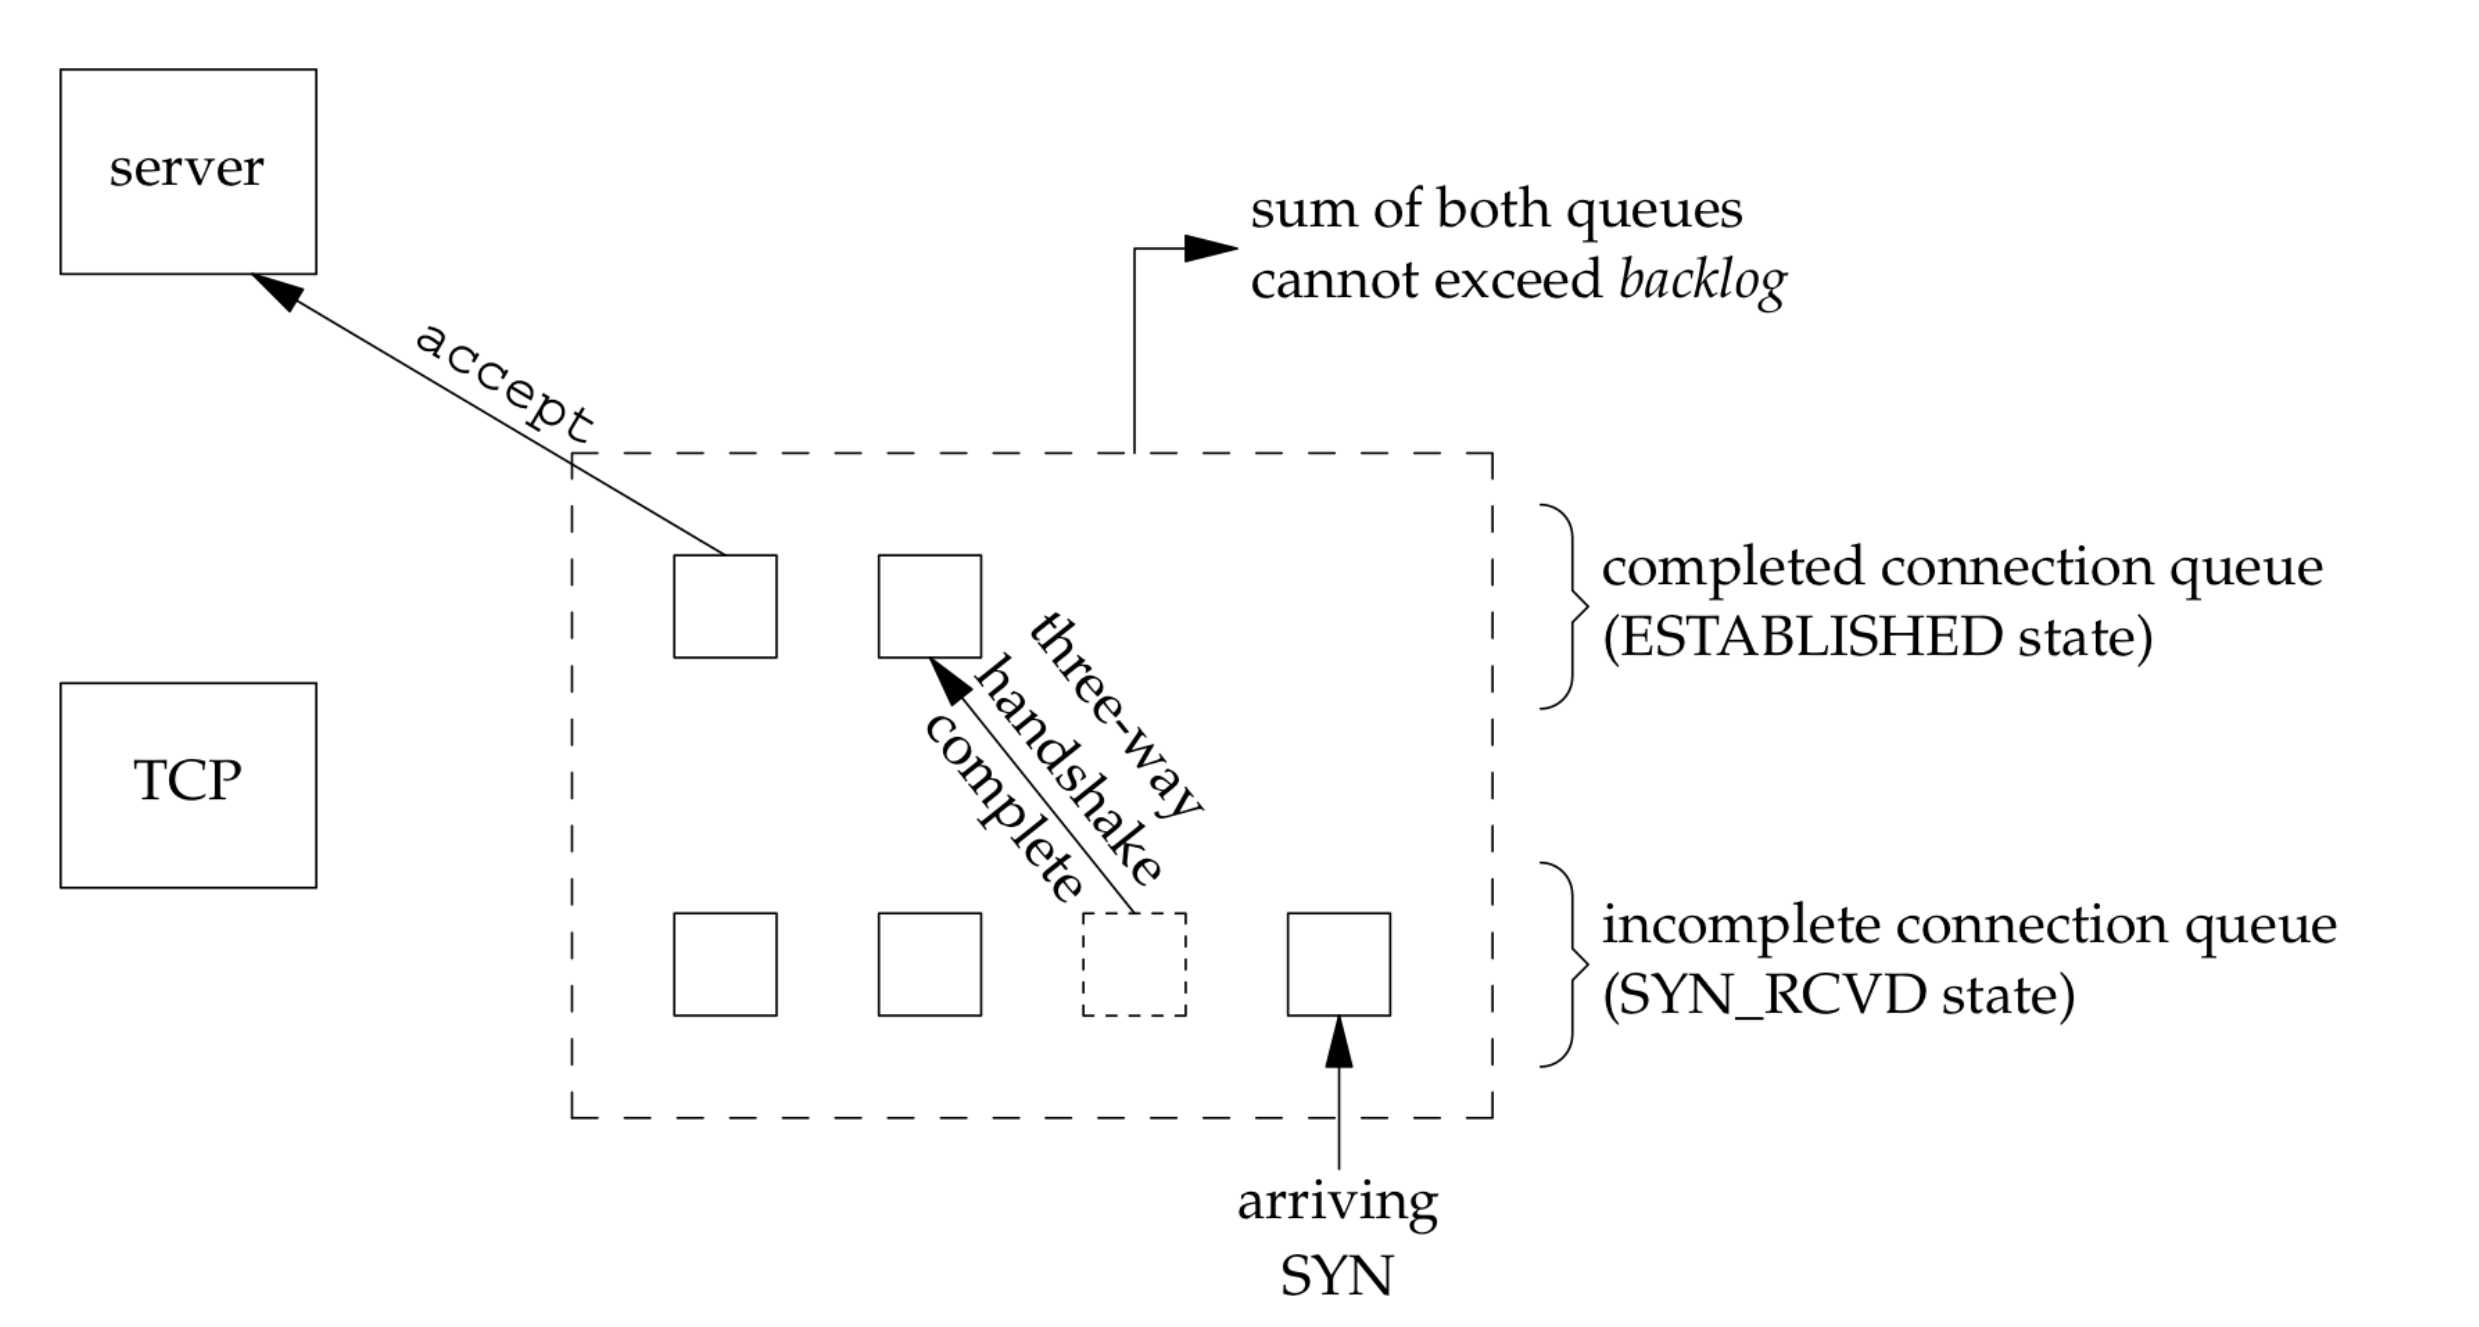 server
sum of both queues
cannot exceed backlog
accept
completed connection queue
(ESTABLISHED state)
three-way
handshake
complete
TCP
incomplete connection queue
(SYN_RCVD state)
arriving
SYN